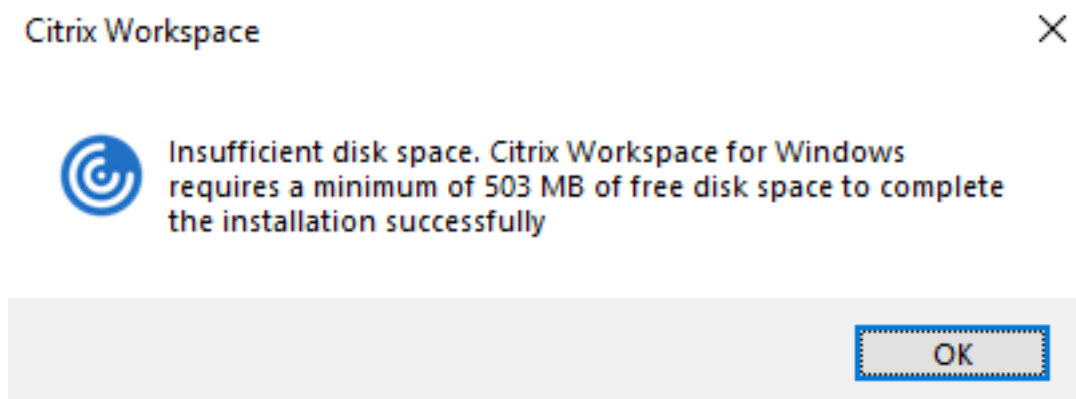 Citrix Workspace
Insufficient disk space. Citrix Workspace for Windows
requires a minimum of 503 MB of free disk space to complete
the installation successfully
OK